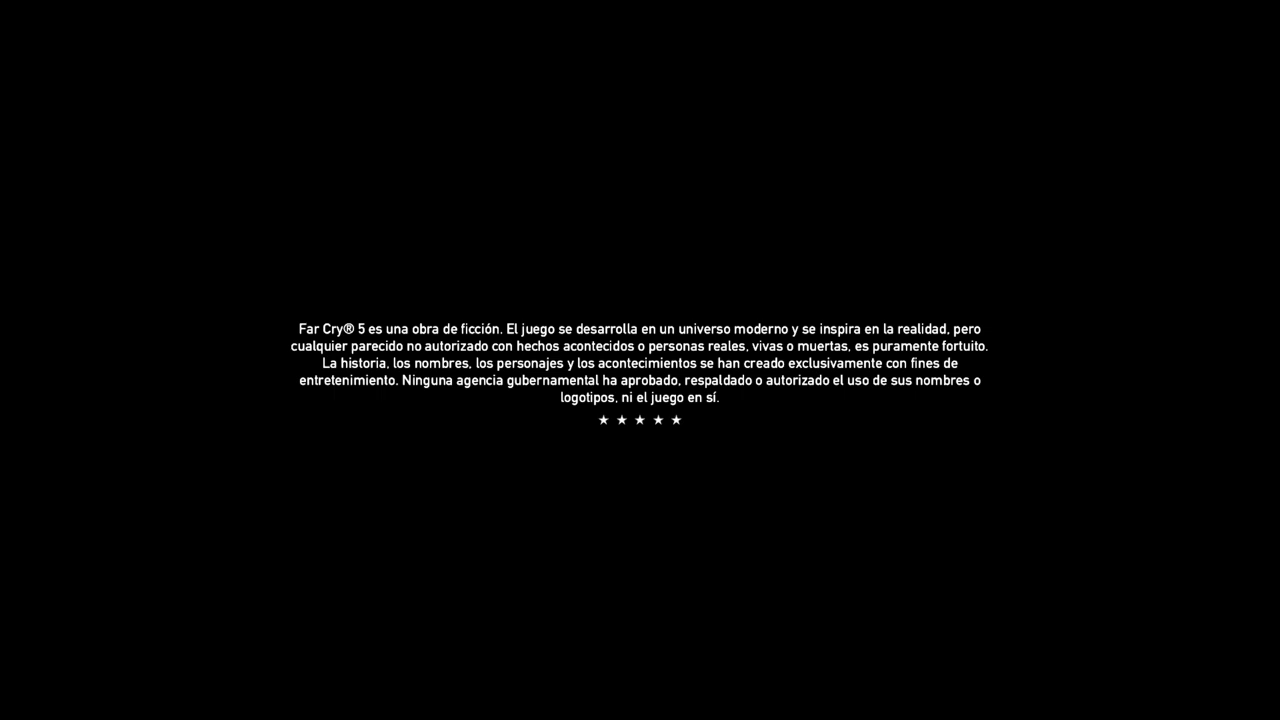 Far Cry® 5 es una obra de ficción. El juego se desarrolla en un universo moderno y se inspira en la realidad, pero
cualquier parecido no autorizado con hechos acontecidos o personas reales, vivas o muertas, es puramente fortuito.
La historia, los nombres, los personajes y los acontecimientos se han creado exclusivamente con fines de
entretenimiento. Ninguna agencia gubernamental ha aprobado, respaldado o autorizado el uso de sus nombres o
logotipos, ni el juego en sí.
★ ★ ★ ★ ★